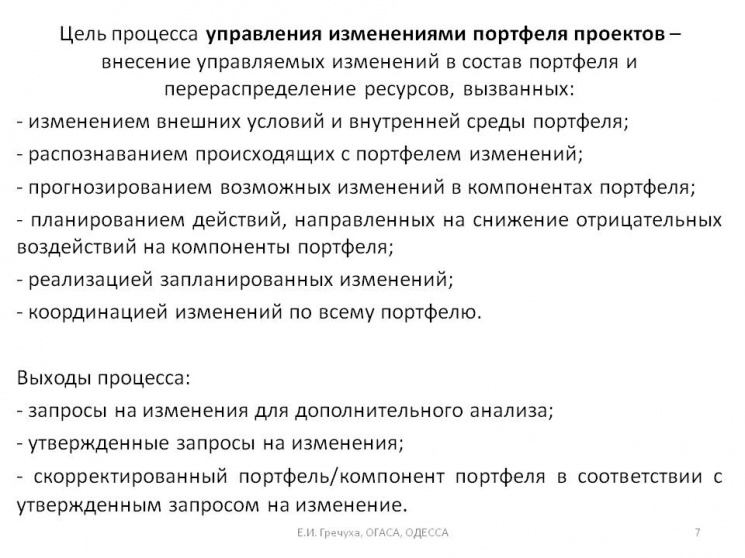 Цель процесса управления изменениями портфеля проектов –
внесение управляемых изменений в состав портфеля и
перераспределение ресурсов, вызванных:
- изменением внешних условий и внутренней среды портфеля;
- распознаванием происходящих с портфелем изменений;
- прогнозированием возможных изменений в компонентах портфеля;
- планированием действий, направленных на снижение отрицательных
воздействий на компоненты портфеля;
- реализацией запланированных изменений;
- координацией изменений по всему портфелю.
Выходы процесса:
- запросы на изменения для дополнительного анализа;
- утвержденные запросы на изменения;
- скорректированный портфель/компонент портфеля в соответствии с
утвержденным запросом на изменение.
Е.И. Гречуха, ОГАСА, ОДЕССА 7